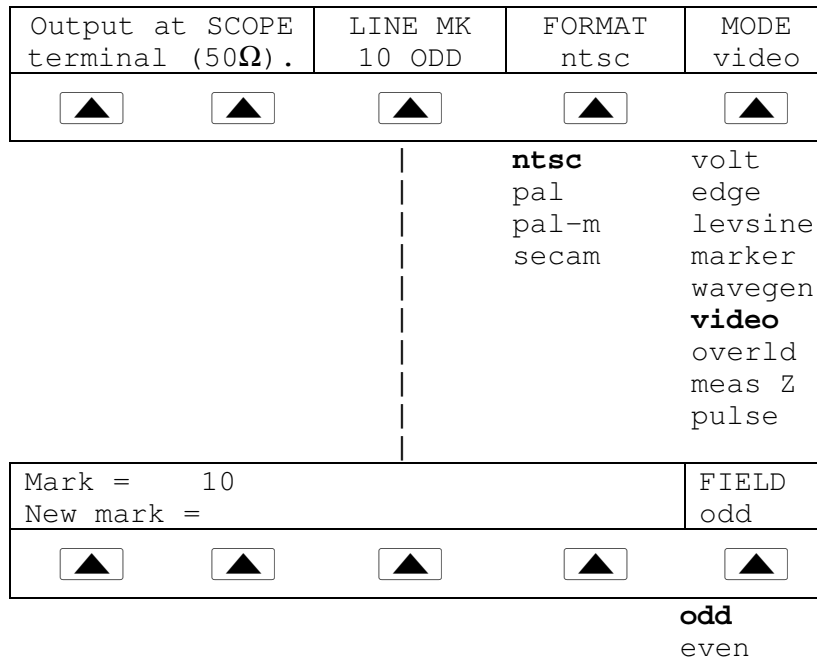 Output at SCOPE LINE MK FORMAT MODE
terminal (50Ω). 10 ODD ntsc video
ntsc volt
pal edge
pal-m levsine
secam marker
wavegen
video
overld
meas Z
pulse
Mark = 10 FIELD
New mark = odd
odd
even